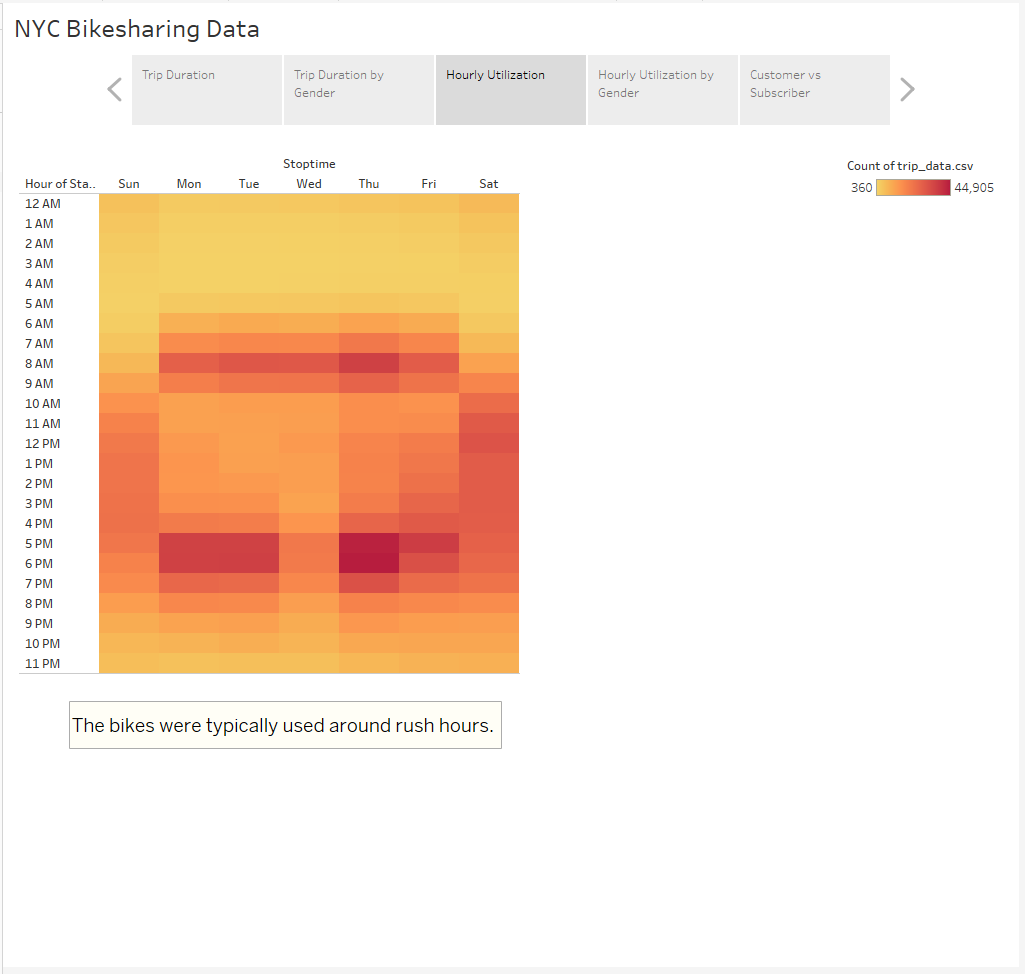 NYC Bikesharing Data
Trip Duration
Trip Duration by
Gender
Hourly Utilization
Hourly Utilization by
Gender
Customer vs
Subscriber
Stoptime
Hour of Sta..
Sun
Mon
Tue
Wed
Thu
Fri
Sat
12 AM
1 AM
2 AM
3 AM
4 AM
5 AM
6 AM
7 AM
8 AM
9 AM
10 AM
11 AM
12 PM
1 PM
2 PM
3 PM
4 PM
5 PM
6 PM
7 PM
8 PM
9 PM
10 PM
11 PM
Count of trip_data.csv
360
44,905
The bikes were typically used around rush hours.